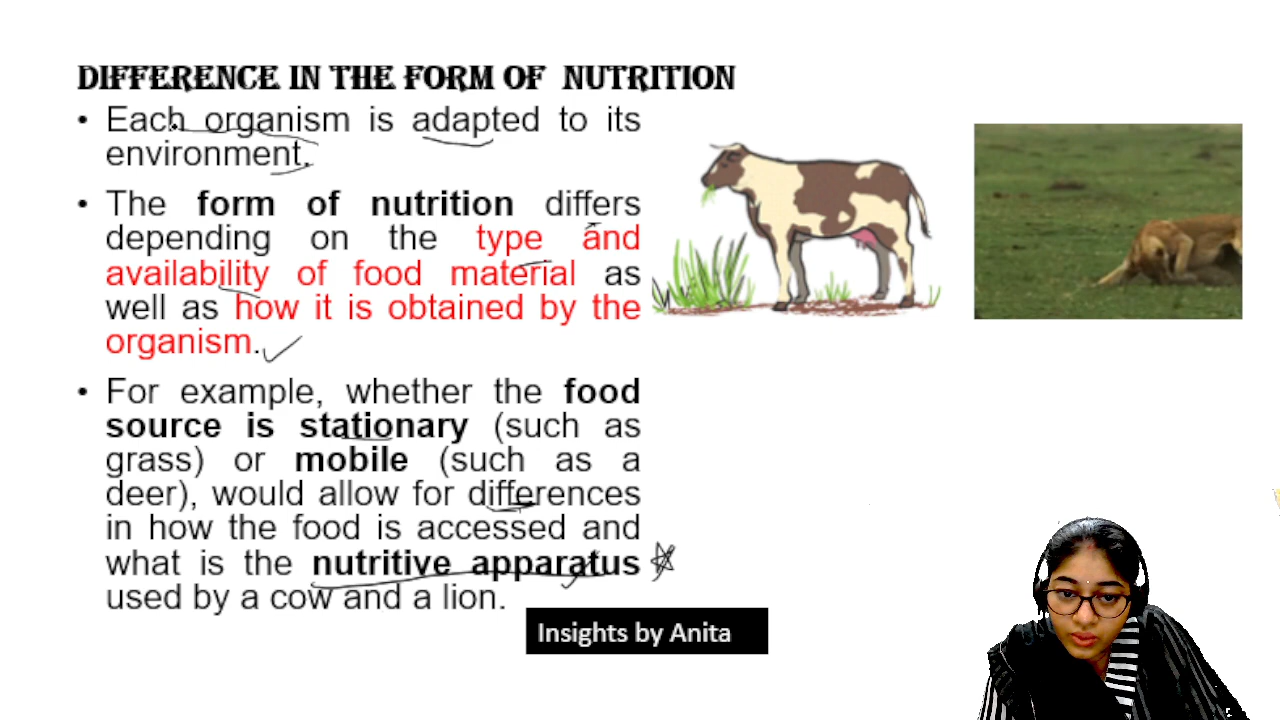 DIFFERENCE IN THE FORM OF NUTRITION
• Each organism is adapted to its
environment.
• The form of nutrition differs
depending on the type and
availability of food material as
well as how it is obtained by the
organism.
• For example, whether the food
source is stationary (such as
grass) or mobile (such as a
deer), would allow for differences
in how the food is accessed and
what is the nutritive apparatus
used by a cow and a lion.
Insights by Anita